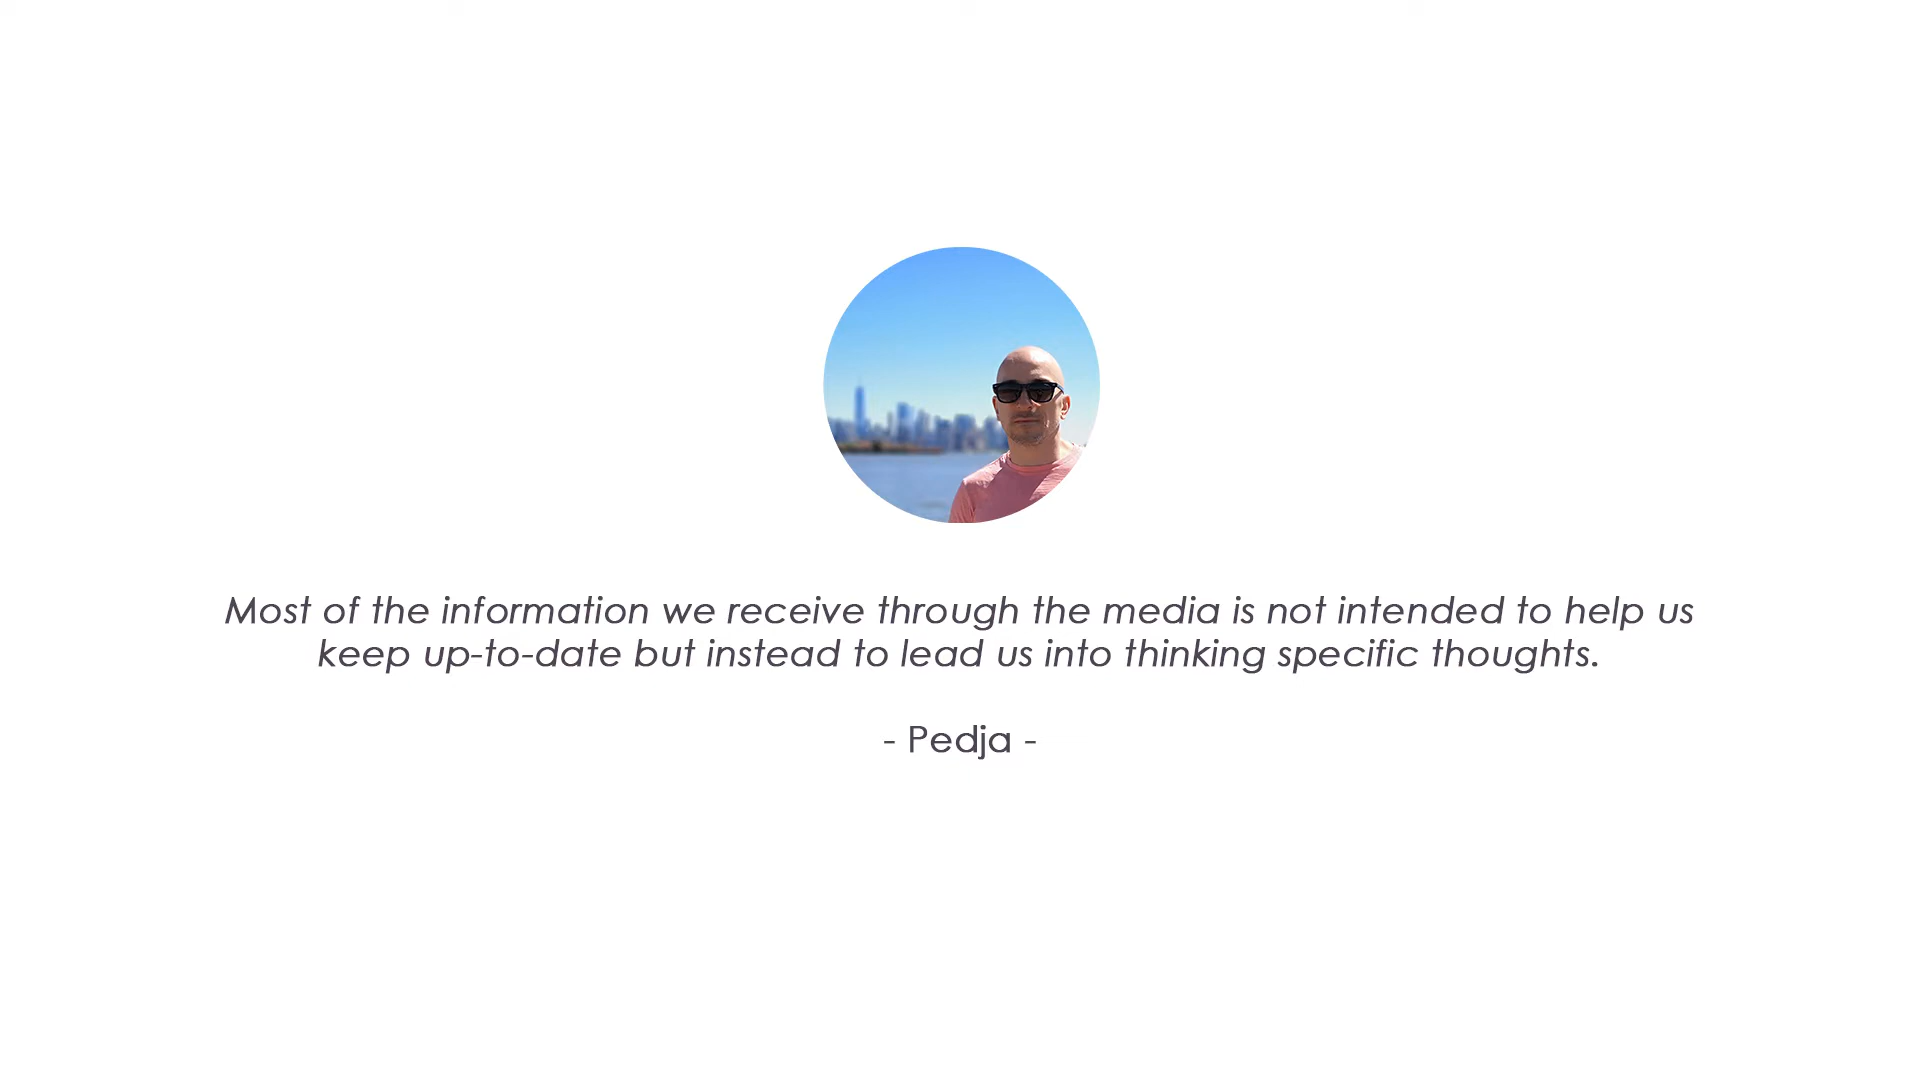 Most of the information we receive through the media is not intended to help us
keep up-to-date but instead to lead us into thinking specific thoughts.
- Pedja -